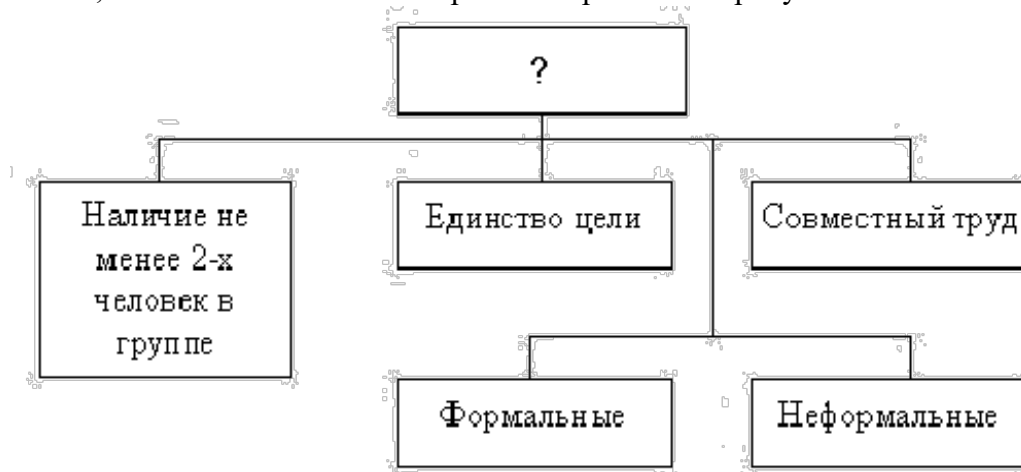 ?
Наличие не
менее 2-х
человек в
группе
Единство цели
Совместный труд
Формальные
Неформальные